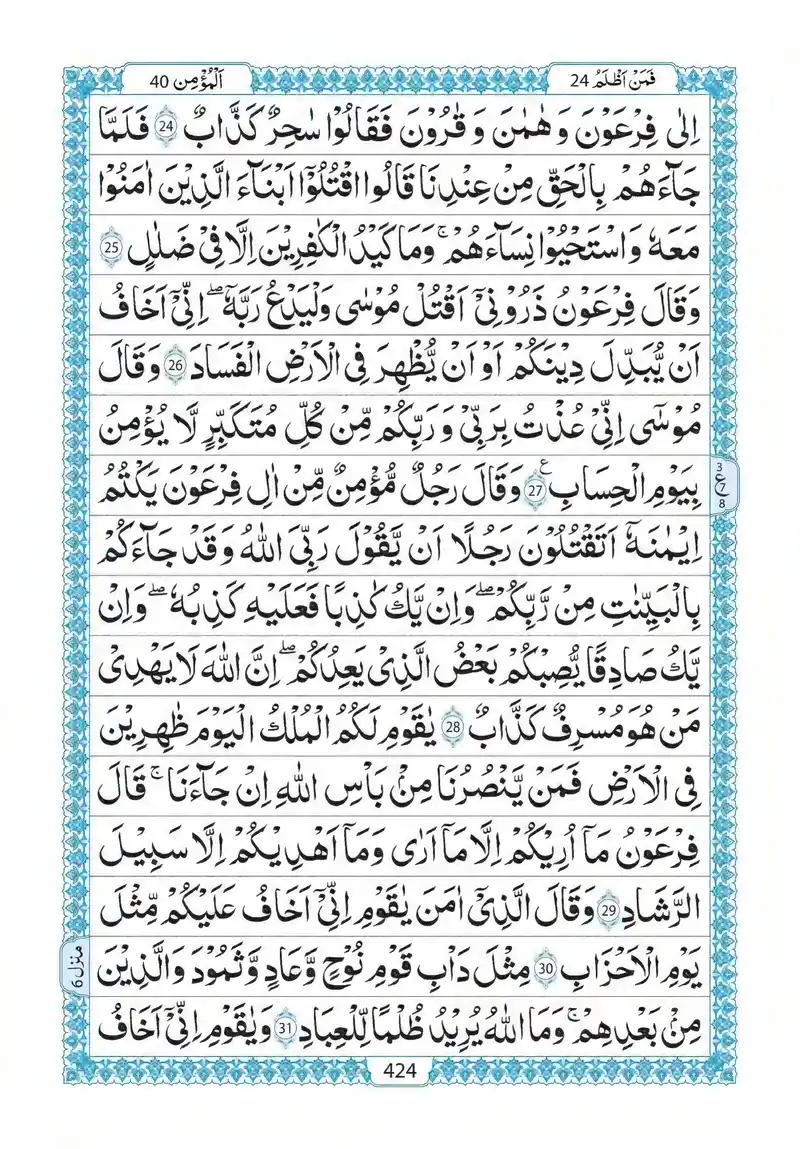 فَمَنْ اَظْلَمُ 24
اَلْمُؤْمِن 40
اِلٰى فِرْعَوْنَ وَهَامٰنَ وَقَارُوْنَ فَقَالُوْا سٰحِرٌ كَذَّابٌ 24 فَلَمَّا
جَآءَهُمْ بِالْحَقِّ مِنْ عِنْدِنَا قَالُوا اقْتُلُوْۤا اَبْنَآءَ الَّذِيْنَ اٰمَنُوْا
مَعَهٗ وَاسْتَحْيُوْا نِسَآءَهُمْ ۚ وَمَا كَيْدُ الْكٰفِرِيْنَ اِلَّا فِيْ ضَلٰلٍ 25
وَقَالَ فِرْعَوْنُ ذَرُوْنِيْۤ اَقْتُلْ مُوْسٰى وَلْيَدْعُ رَبَّهٗ ۖ اِنِّيْۤ اَخَافُ
اَنْ يُّبَدِّلَ دِيْنَكُمْ اَوْ اَنْ يُّظْهِرَ فِى الْاَرْضِ الْفَسَادَ 26 وَقَالَ
مُوْسٰۤى اِنِّيْ عُذْتُ بِرَبِّيْ وَرَبِّكُمْ مِّنْ كُلِّ مُتَكَبِّرٍ لَّا يُؤْمِنُ
بِيَوْمِ الْحِسَابِ 27ع وَقَالَ رَجُلٌ مُّؤْمِنٌ مِّنْ اٰلِ فِرْعَوْنَ يَكْتُمُ
3 ع 7 8
اِيْمٰنَهٗۤ اَتَقْتُلُوْنَ رَجُلًا اَنْ يَّقُوْلَ رَبِّيَ اللّٰهُ وَقَدْ جَآءَكُمْ
بِالْبَيِّنٰتِ مِنْ رَّبِّكُمْ ۖ وَاِنْ يَّكُ كَاذِبًا فَعَلَيْهِ كَذِبُهٗ ۖ وَاِنْ
يَّكُ صَادِقًا يُّصِبْكُمْ بَعْضُ الَّذِيْ يَعِدُكُمْ ۖ اِنَّ اللّٰهَ لَا يَهْدِيْ
مَنْ هُوَ مُسْرِفٌ كَذَّابٌ 28 يٰقَوْمِ لَكُمُ الْمُلْكُ الْيَوْمَ ظٰهِرِيْنَ
فِى الْاَرْضِ فَمَنْ يَّنْصُرُنَا مِنْۢ بَاْسِ اللّٰهِ اِنْ جَآءَنَا ۚ قَالَ
فِرْعَوْنُ مَاۤ اُرِيْكُمْ اِلَّا مَاۤ اَرٰى وَمَاۤ اَهْدِيْكُمْ اِلَّا سَبِيْلَ
الرَّشَادِ 29 وَقَالَ الَّذِيْۤ اٰمَنَ يٰقَوْمِ اِنِّيْۤ اَخَافُ عَلَيْكُمْ مِّثْلَ
يَوْمِ الْاَحْزَابِ 30 مِثْلَ دَاْبِ قَوْمِ نُوْحٍ وَّعَادٍ وَّثَمُوْدَ وَالَّذِيْنَ
منزل 6
مِنْۢ بَعْدِهِمْ ۚ وَمَا اللّٰهُ يُرِيْدُ ظُلْمًا لِّلْعِبَادِ 31 وَيٰقَوْمِ اِنِّيْۤ اَخَافُ
424